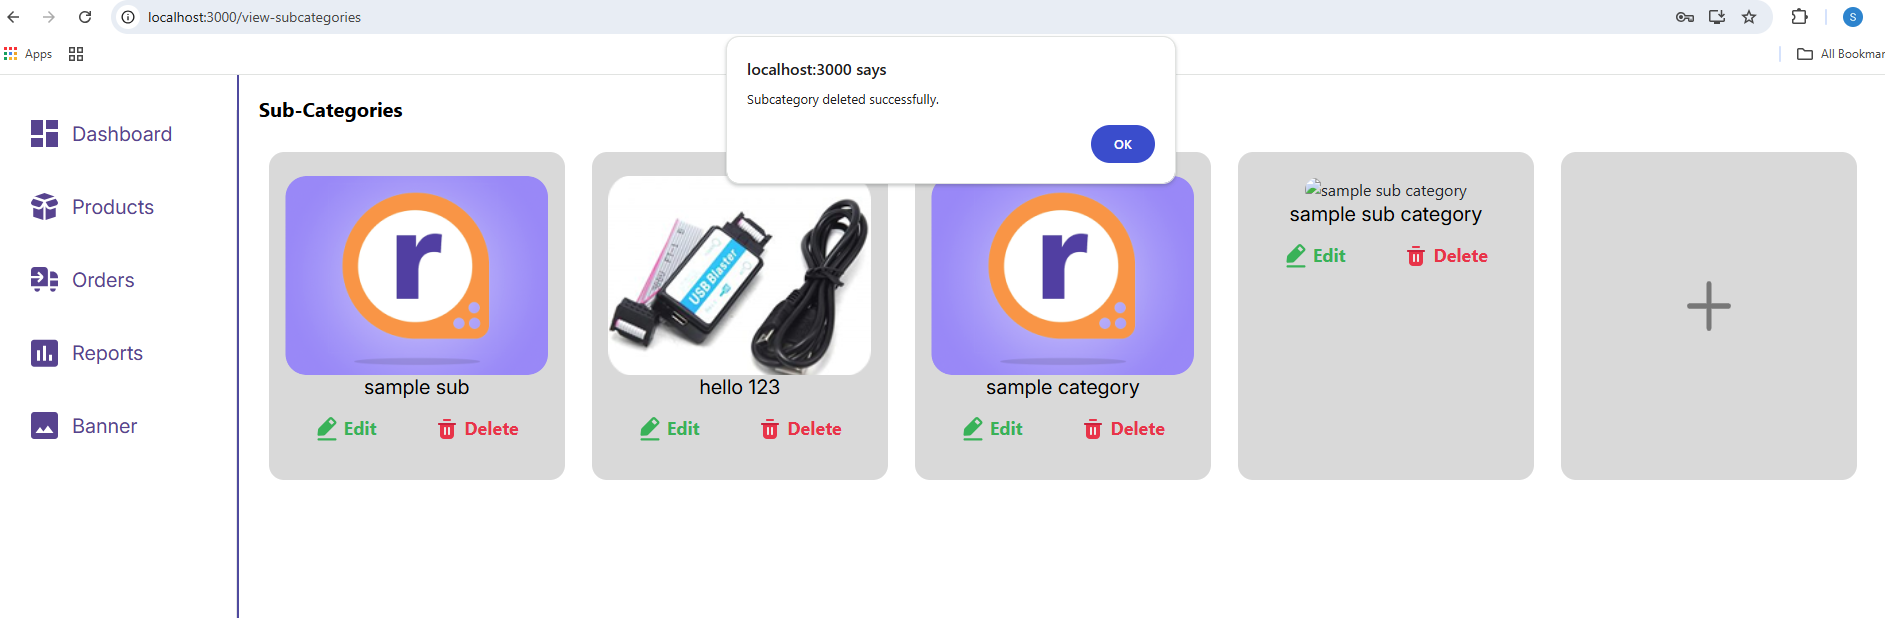 localhost:3000/view-subcategories
S
Apps
All Bookmar
localhost:3000 says
Subcategory deleted successfully.
OK
Dashboard
Products
Orders
Reports
Banner
Sub-Categories
r
sample sub
Edit Delete
USB Blaster
hello 123
Edit Delete
r
sample category
Edit Delete
sample sub category
sample sub category
Edit Delete